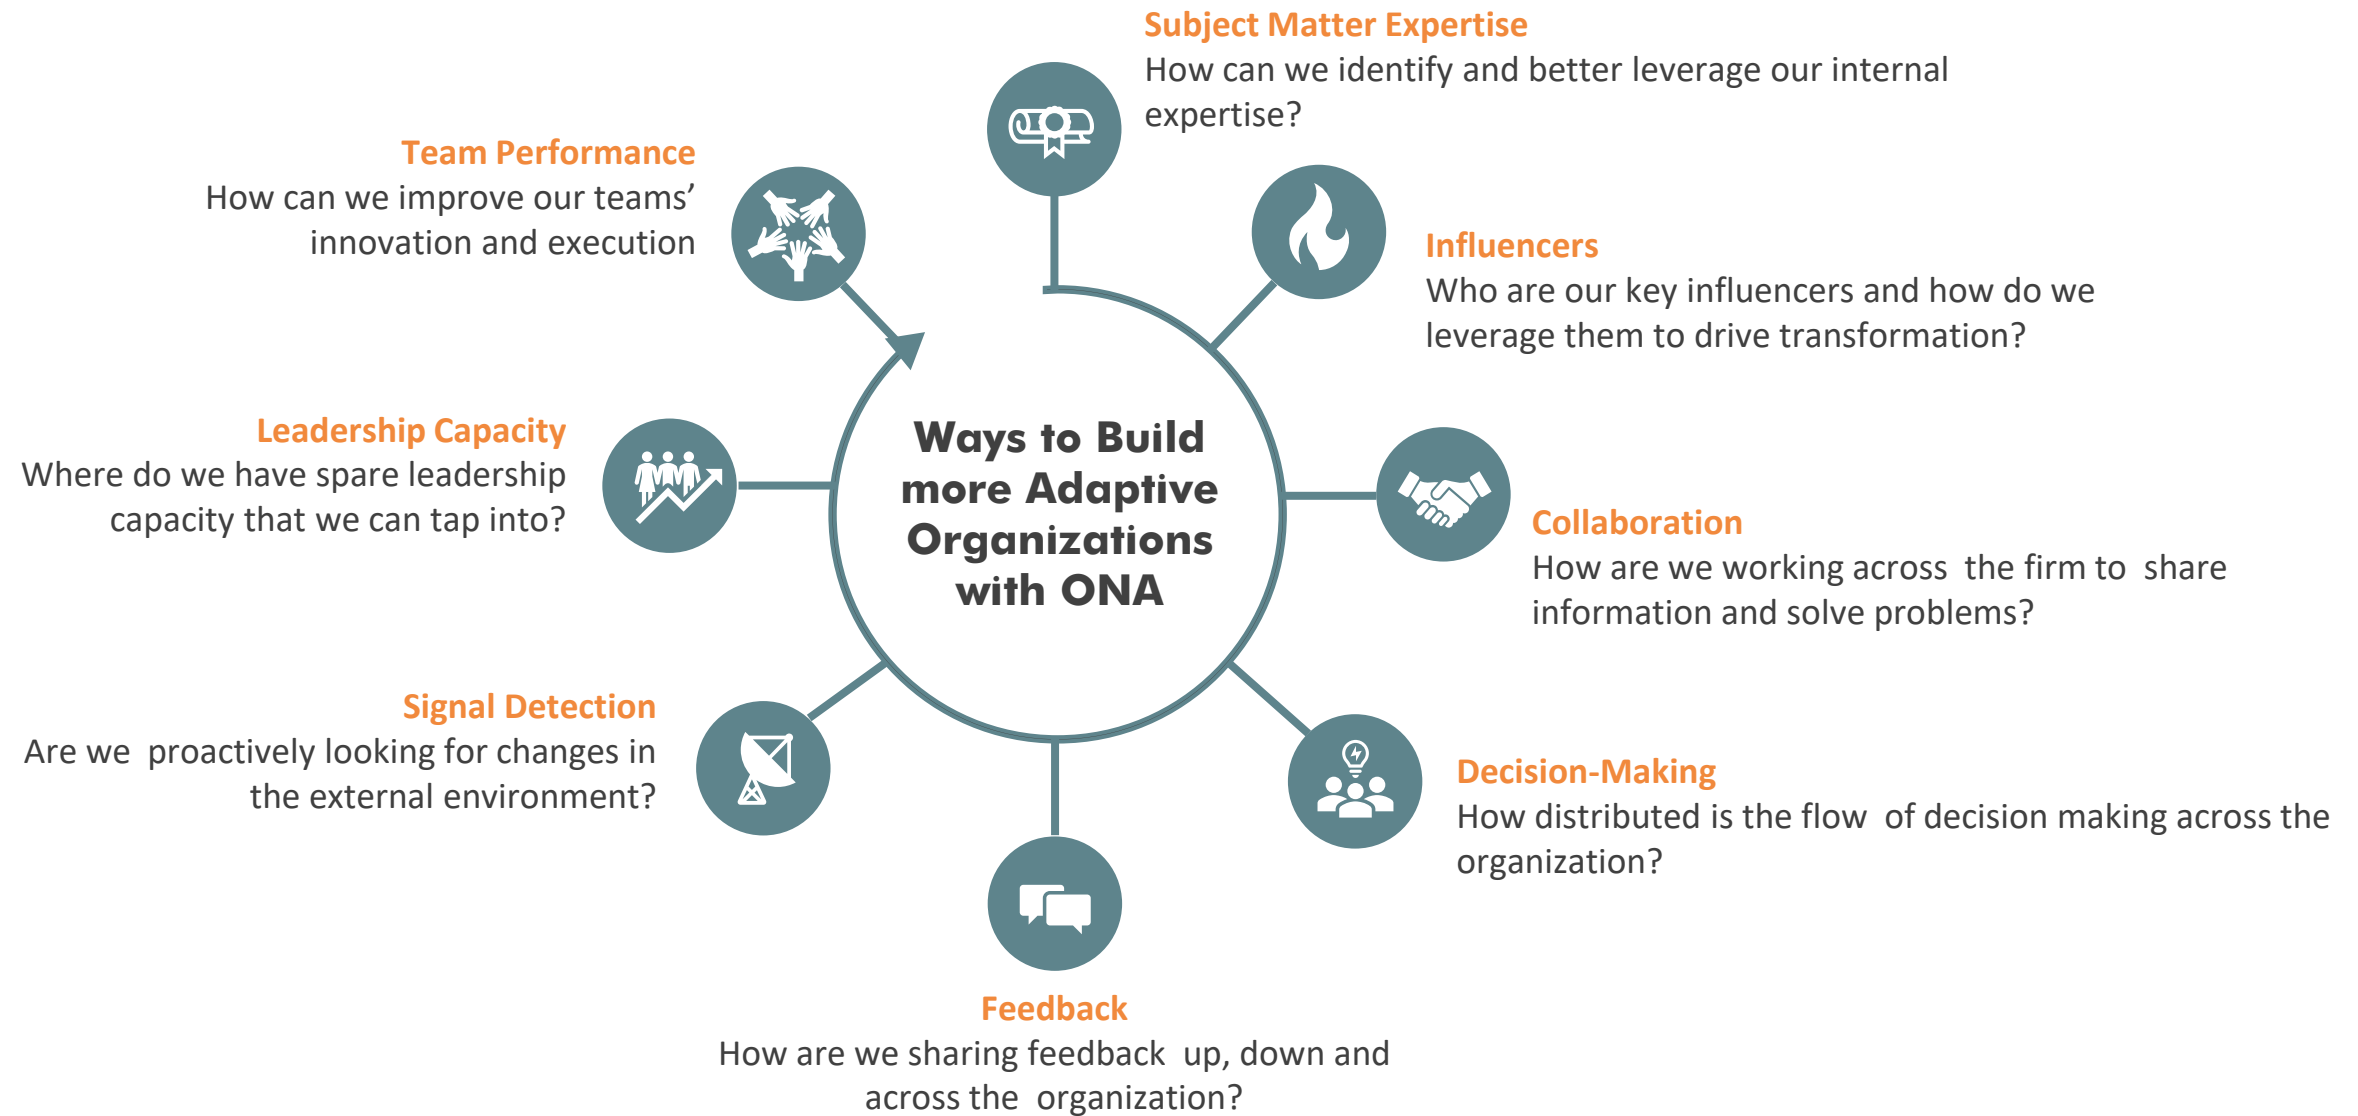 Subject Matter Expertise
How can we identify and better leverage our internal
expertise?
Influencers
Who are our key influencers and how do we
leverage them to drive transformation?
Collaboration
How are we working across  the firm to  share
information and solve problems?
Decision-Making
How distributed is the flow  of decision making across the
organization?
Feedback
How are we sharing feedback  up, down and
across the  organization?
Signal Detection
Are we  proactively looking for changes in
the external environment?
Leadership Capacity
Where do we have spare leadership
capacity that we can tap into?
Team Performance
How can we improve our teams’
innovation and execution
Ways to Build
more Adaptive
Organizations
with ONA